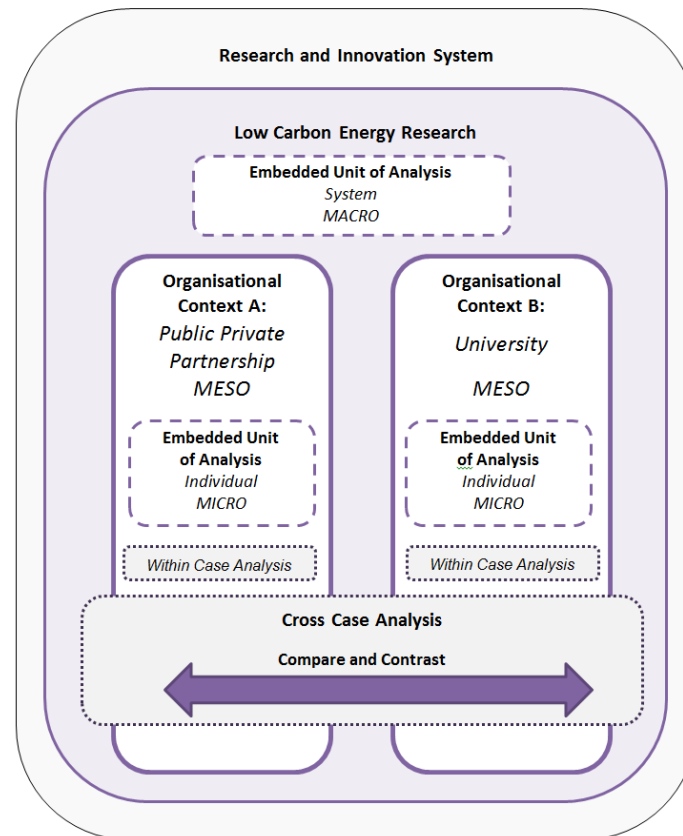 Research and Innovation System
Low Carbon Energy Research
Embedded Unit of Analysis
System
MACRO
Organisational
Context A:
Public Private
Partnership
MESO
Embedded Unit
of Analysis
Individual
MICRO
Within Case Analysis
Organisational
Context B:
University
MESO
Embedded Unit
of Analysis
Individual
MICRO
Within Case Analysis
Cross Case Analysis
Compare and Contrast